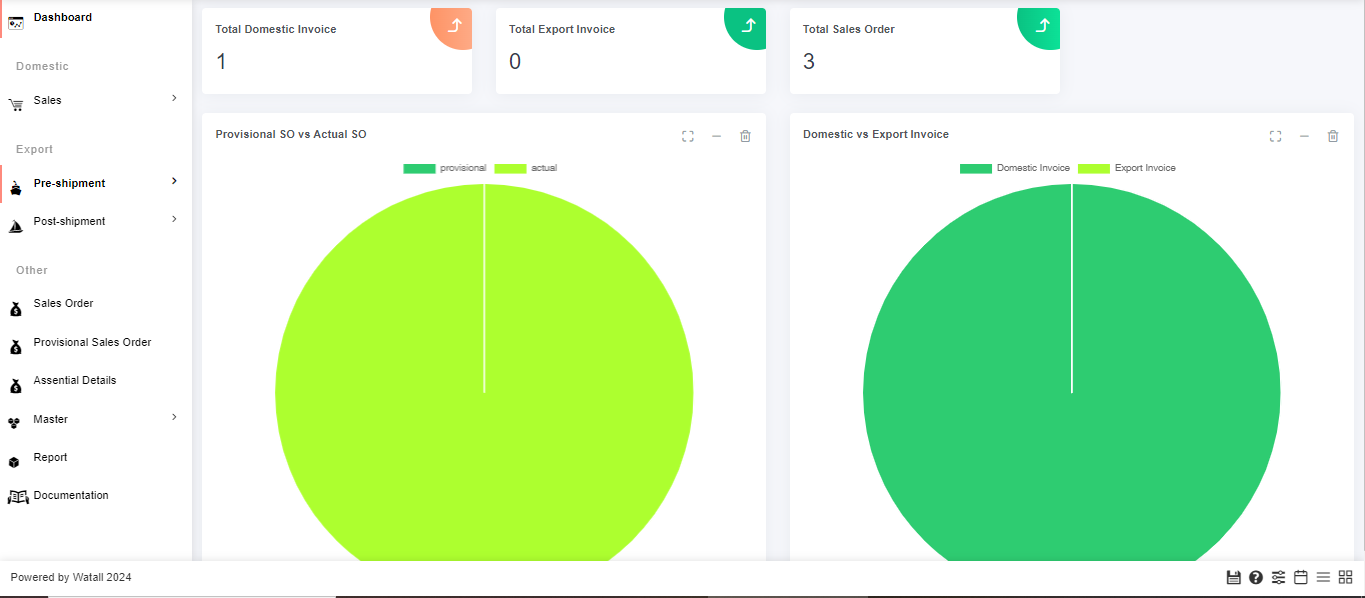 Dashboard
Domestic
Sales
Export
Pre-shipment
Post-shipment
Other
Sales Order
Provisional Sales Order
Assential Details
Master
Report
Documentation
Total Domestic Invoice
1
Total Export Invoice
0
Total Sales Order
3
Provisional SO vs Actual SO
provisional actual
Domestic vs Export Invoice
Domestic Invoice Export Invoice
Powered by Watall 2024